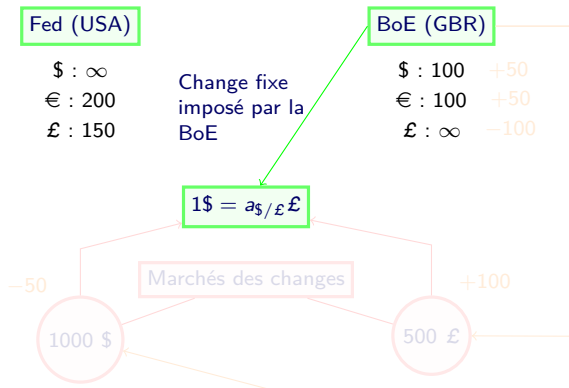 Fed (USA)
BoE (GBR)
$ : ∞
€ : 200
£ : 150
Change fixe
imposé par la
BoE
$ : 100 +50
€ : 100 +50
£ : ∞ −100
1$ = a$/££
Marchés des changes
−50
+100
1000 $
500 £